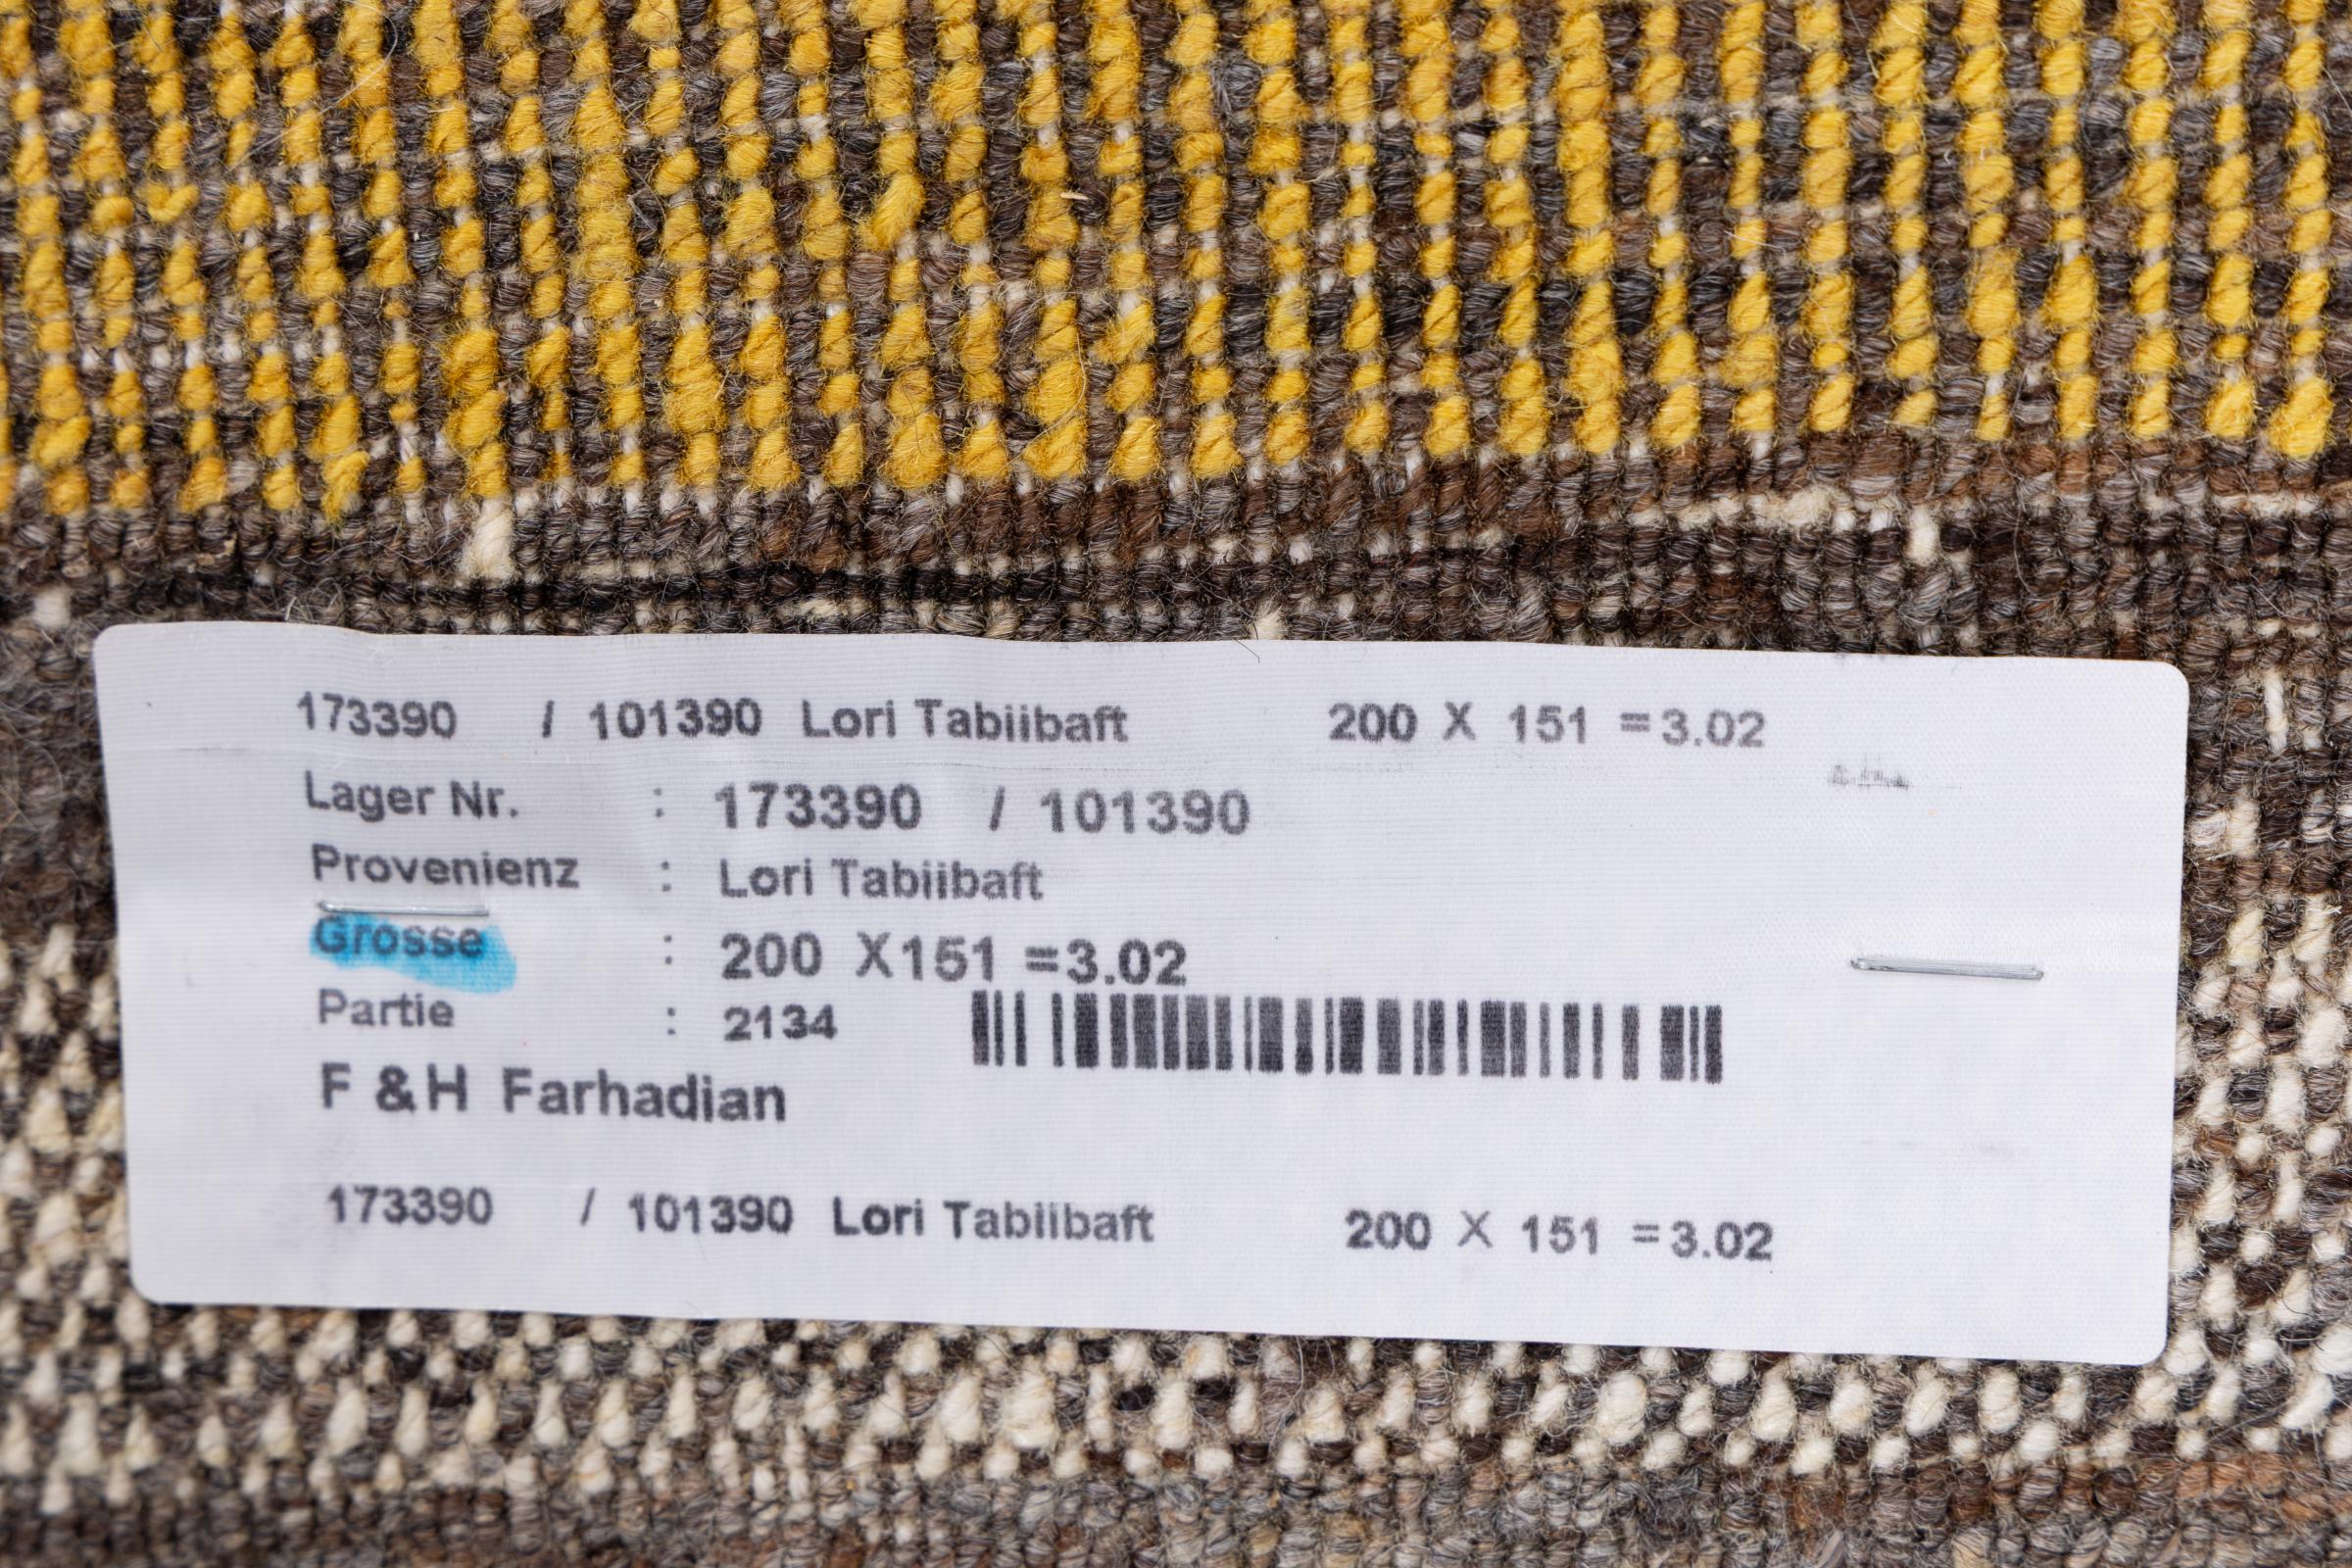 173390 / 101390 Lori Tabiibaft 200 X 151 =3.02
Lager Nr. : 173390 / 101390
Provenienz : Lori Tabiibaft
Grosse : 200 X151 =3.02
Partie : 2134
F &H Farhadian
173390 / 101390 Lori Tabiibaft 200 X 151 =3.02